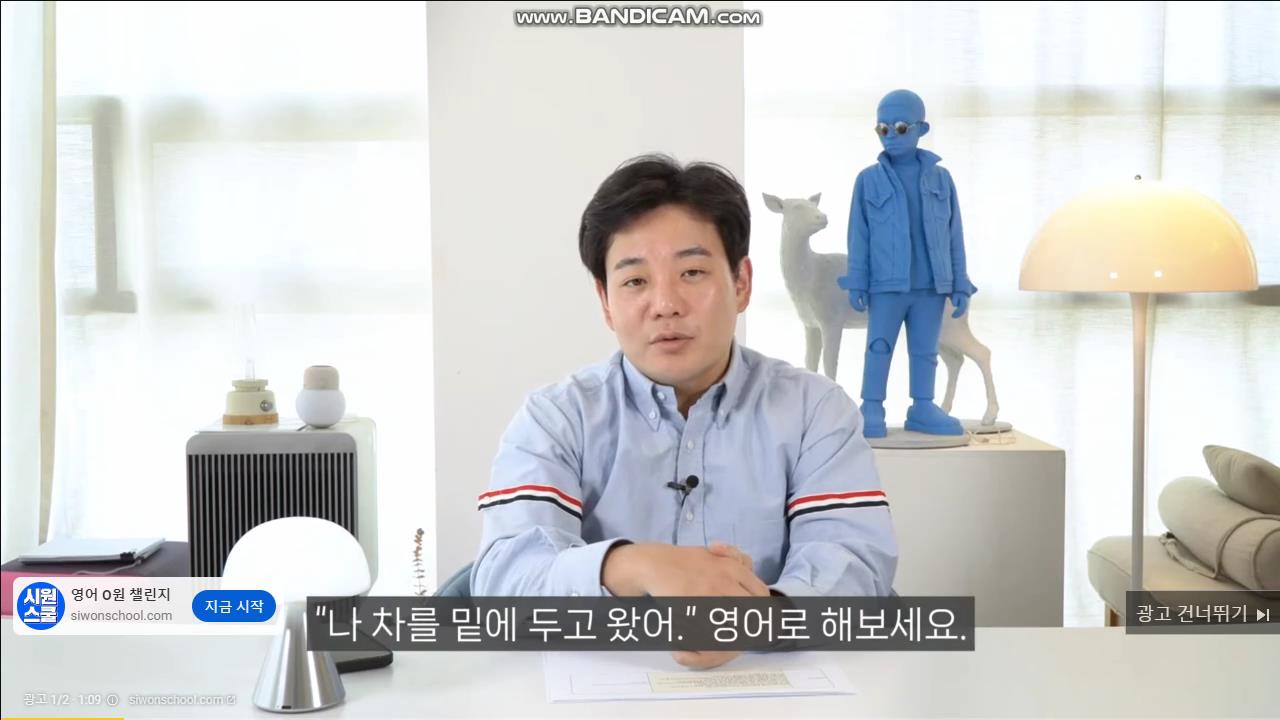 www.BANDICAM.com
"나 차를 밑에 두고 왔어." 영어로 해보세요.
시원
스쿨
영어 0원 챌린지
siwonschool.com
지금 시작
광고 건너뛰기
광고 1/2 · 1:09
siwonschool.com